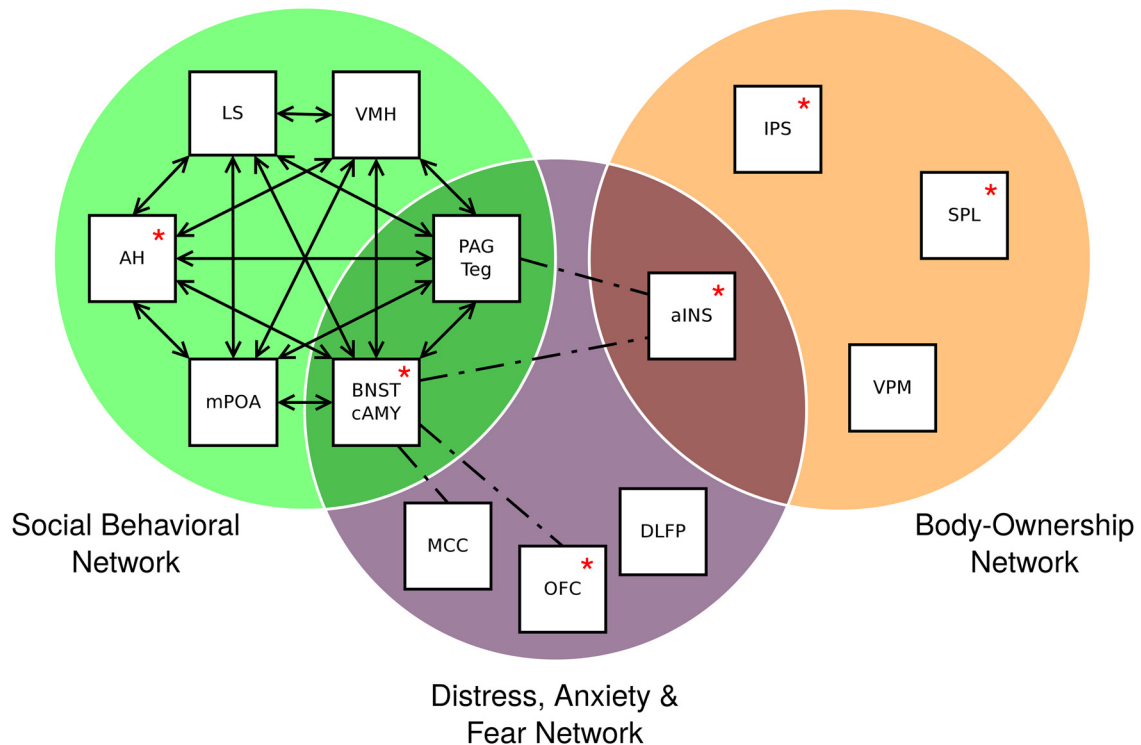 LS
VMH
IPS
*
SPL
*
AH
*
PAG
Teg
aINS
*
mPOA
BNST
cAMY
*
VPM
Social Behavioral
Network
MCC
OFC
*
DLFP
Body-Ownership
Network
Distress, Anxiety &
Fear Network